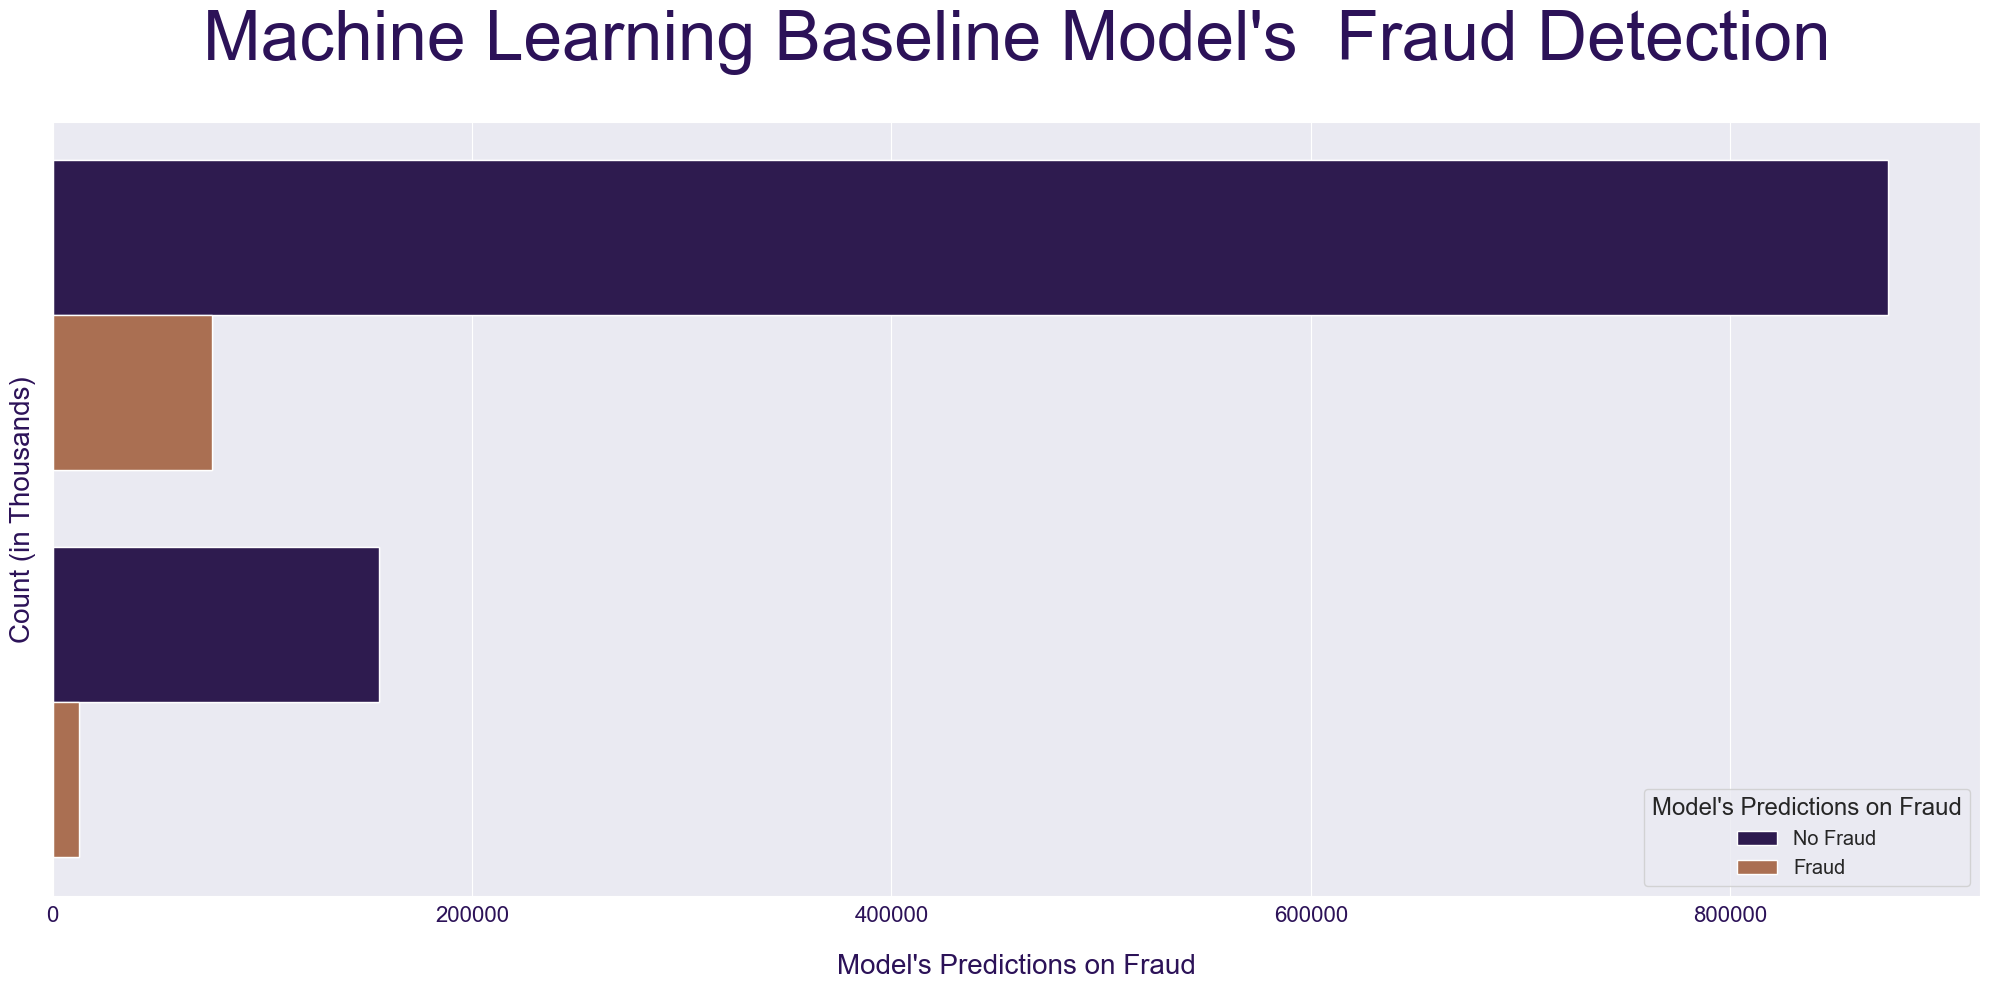 Machine Learning Baseline Model's  Fraud Detection
Count (in Thousands)
Model's Predictions on Fraud
No Fraud
Fraud
0 200000 400000 600000 800000
Model's Predictions on Fraud